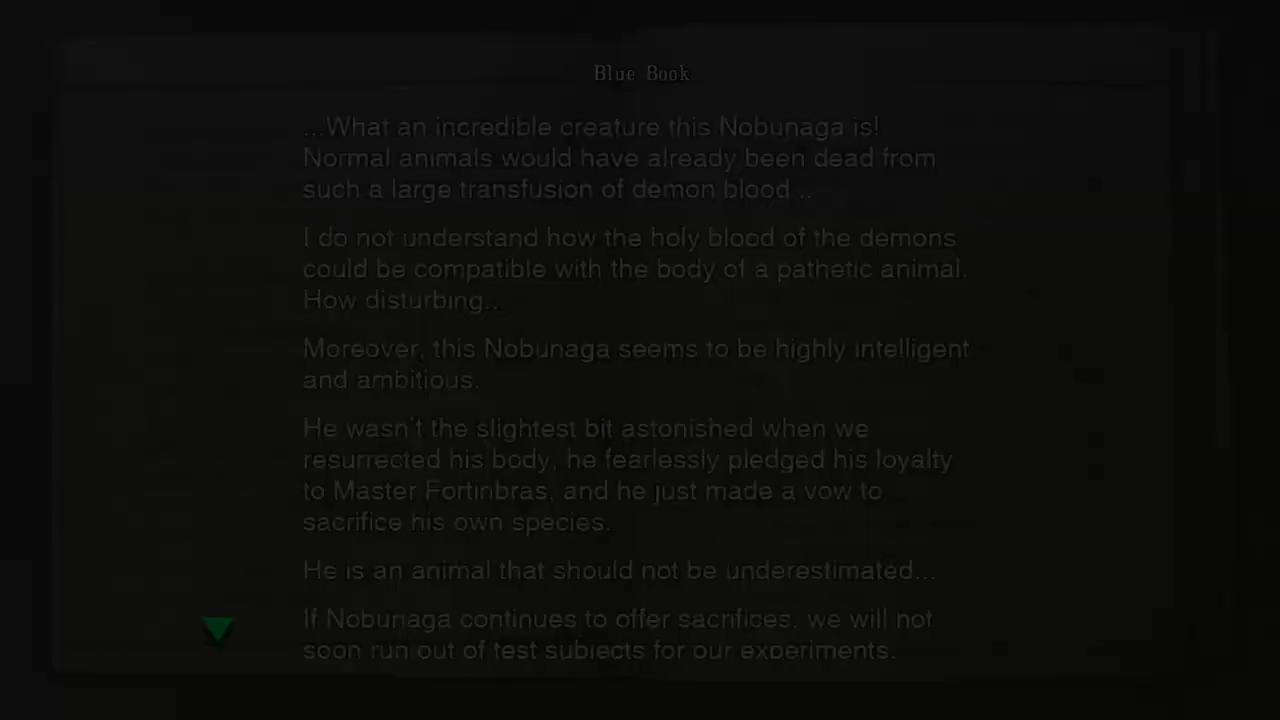 Blue Book
...What an incredible creature this Nobunaga is!
Normal animals would have already been dead from
such a large transfusion of demon blood...
I do not understand how the holy blood of the demons
could be compatible with the body of a pathetic animal.
How disturbing...
Moreover, this Nobunaga seems to be highly intelligent
and ambitious.
He wasn't the slightest bit astonished when we
resurrected his body, he fearlessly pledged his loyalty
to Master Fortinbras, and he just made a vow to
sacrifice his own species.
He is an animal that should not be underestimated...
If Nobunaga continues to offer sacrifices, we will not
soon run out of test subjects for our experiments.